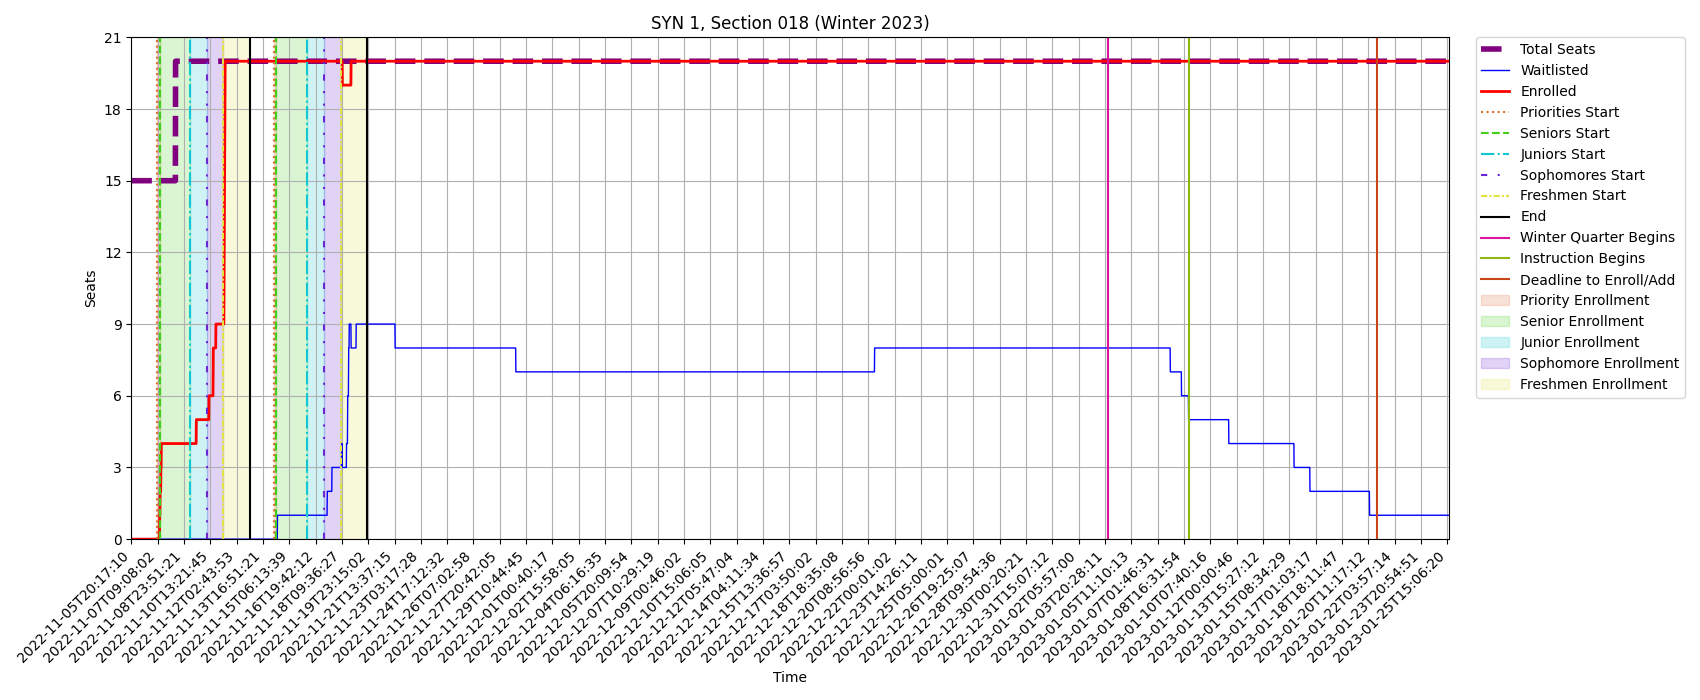 SYN 1, Section 018 (Winter 2023)
21
18
15
12
9
6
3
0
Seats
2022-11-05T20:17:10
2022-11-07T09:08:02
2022-11-08T23:51:21
2022-11-10T13:21:45
2022-11-12T02:43:53
2022-11-13T16:51:21
2022-11-15T06:13:39
2022-11-16T19:42:12
2022-11-18T09:36:27
2022-11-19T23:15:02
2022-11-21T13:37:15
2022-11-23T03:17:28
2022-11-24T17:12:32
2022-11-26T07:02:58
2022-11-27T20:42:05
2022-11-29T10:44:45
2022-12-01T00:40:17
2022-12-02T15:58:05
2022-12-04T06:16:35
2022-12-05T20:09:54
2022-12-07T10:29:19
2022-12-09T00:46:02
2022-12-10T15:06:05
2022-12-12T05:47:04
2022-12-14T04:11:34
2022-12-15T13:36:57
2022-12-17T03:50:02
2022-12-18T18:35:08
2022-12-20T08:56:56
2022-12-22T00:01:02
2022-12-23T14:26:11
2022-12-25T05:00:01
2022-12-26T19:25:07
2022-12-28T09:54:36
2022-12-30T00:20:21
2022-12-31T15:07:12
2023-01-02T05:57:00
2023-01-03T20:28:11
2023-01-05T11:10:13
2023-01-07T01:46:31
2023-01-08T16:31:54
2023-01-10T07:40:16
2023-01-12T00:00:46
2023-01-13T15:27:12
2023-01-15T08:34:29
2023-01-17T01:03:17
2023-01-18T18:11:47
2023-01-20T11:17:12
2023-01-22T03:57:14
2023-01-23T20:54:51
2023-01-25T15:06:20
Time
Total Seats
Waitlisted
Enrolled
Priorities Start
Seniors Start
Juniors Start
Sophomores Start
Freshmen Start
End
Winter Quarter Begins
Instruction Begins
Deadline to Enroll/Add
Priority Enrollment
Senior Enrollment
Junior Enrollment
Sophomore Enrollment
Freshmen Enrollment